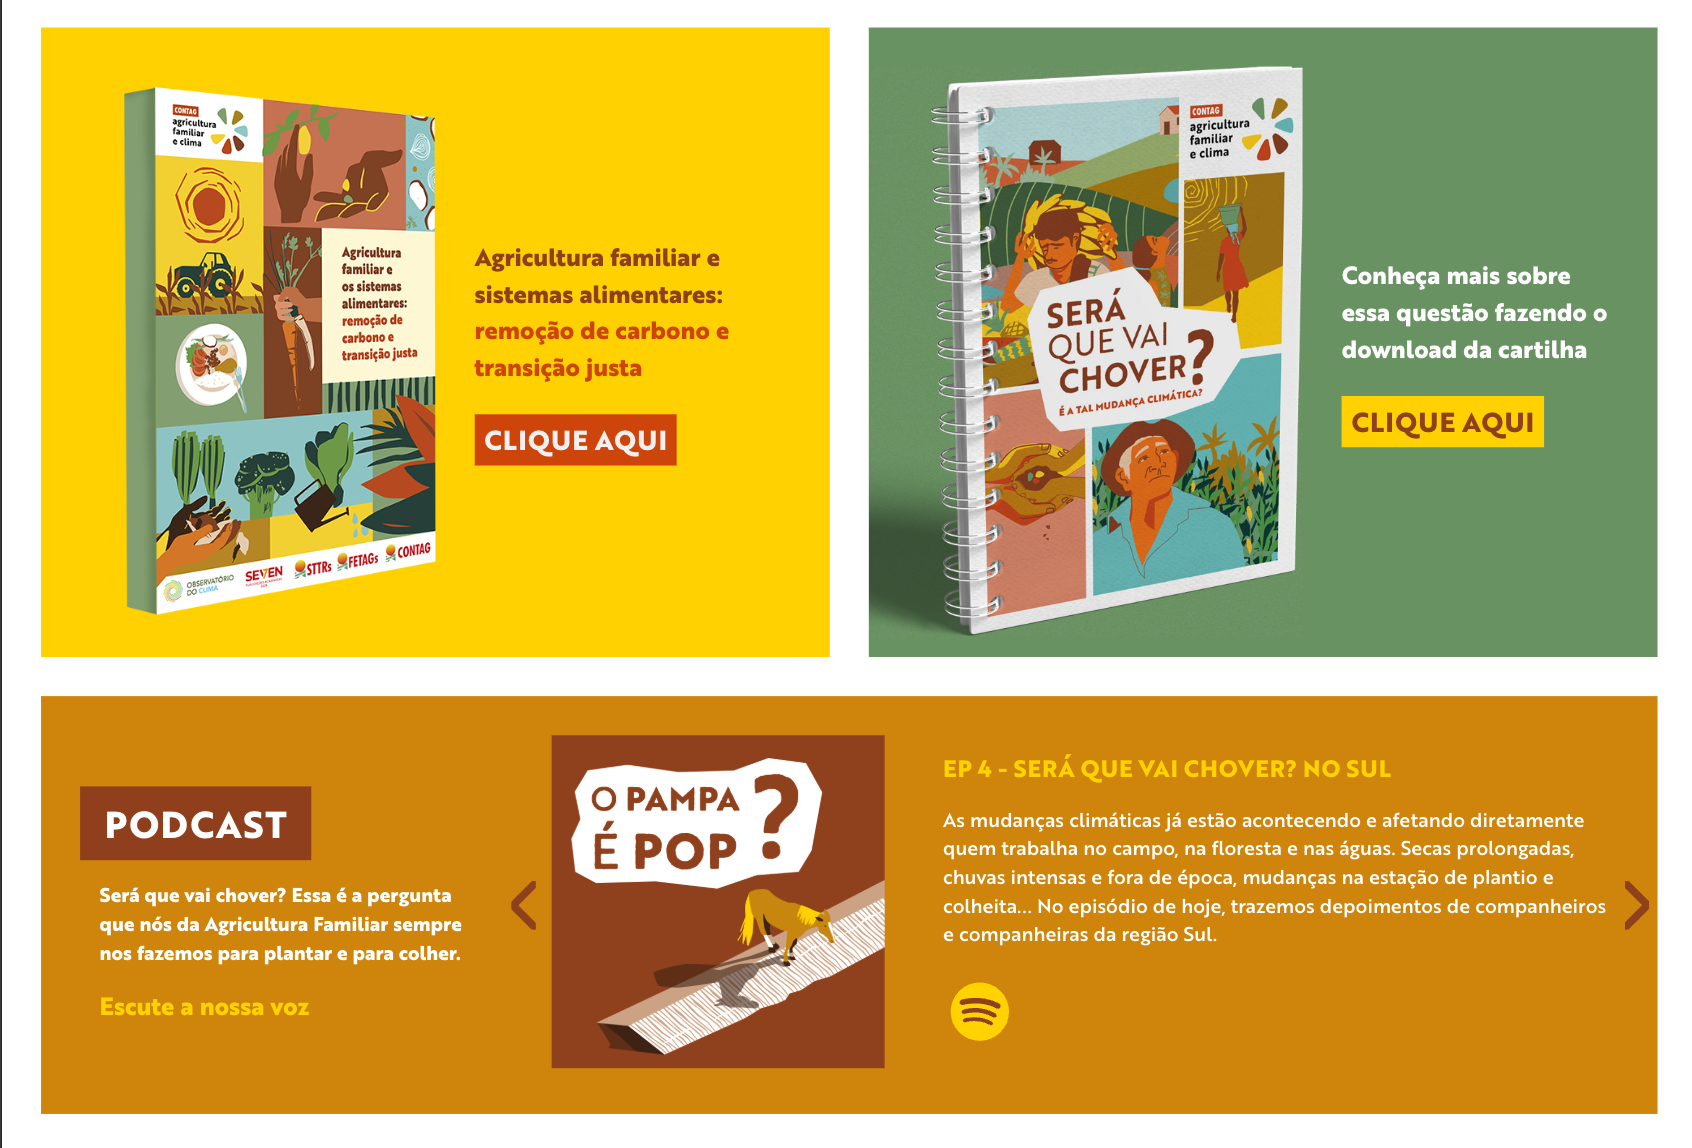 CONTAG
agricultura
familiar
e clima
Agricultura
familiar e
os sistemas
alimentares:
remoção de
carbono e
transição justa
OBSERVATÓRIO
DO CLIMA
SEVEN
STTRs
FETAGs
CONTAG
Agricultura familiar e
sistemas alimentares:
remoção de carbono e
transição justa
CLIQUE AQUI
CONTAG
agricultura
familiar
e clima
SERÁ
QUE VAI
CHOVER?
É A TAL MUDANÇA CLIMÁTICA?
Conheça mais sobre
essa questão fazendo o
download da cartilha
CLIQUE AQUI
PODCAST
Será que vai chover? Essa é a pergunta
que nós da Agricultura Familiar sempre
nos fazemos para plantar e para colher.
Escute a nossa voz
O PAMPA
É POP?
EP 4 - SERÁ QUE VAI CHOVER? NO SUL
As mudanças climáticas já estão acontecendo e afetando diretamente
quem trabalha no campo, na floresta e nas águas. Secas prolongadas,
chuvas intensas e fora de época, mudanças na estação de plantio e
colheita... No episódio de hoje, trazemos depoimentos de companheiros
e companheiras da região Sul.